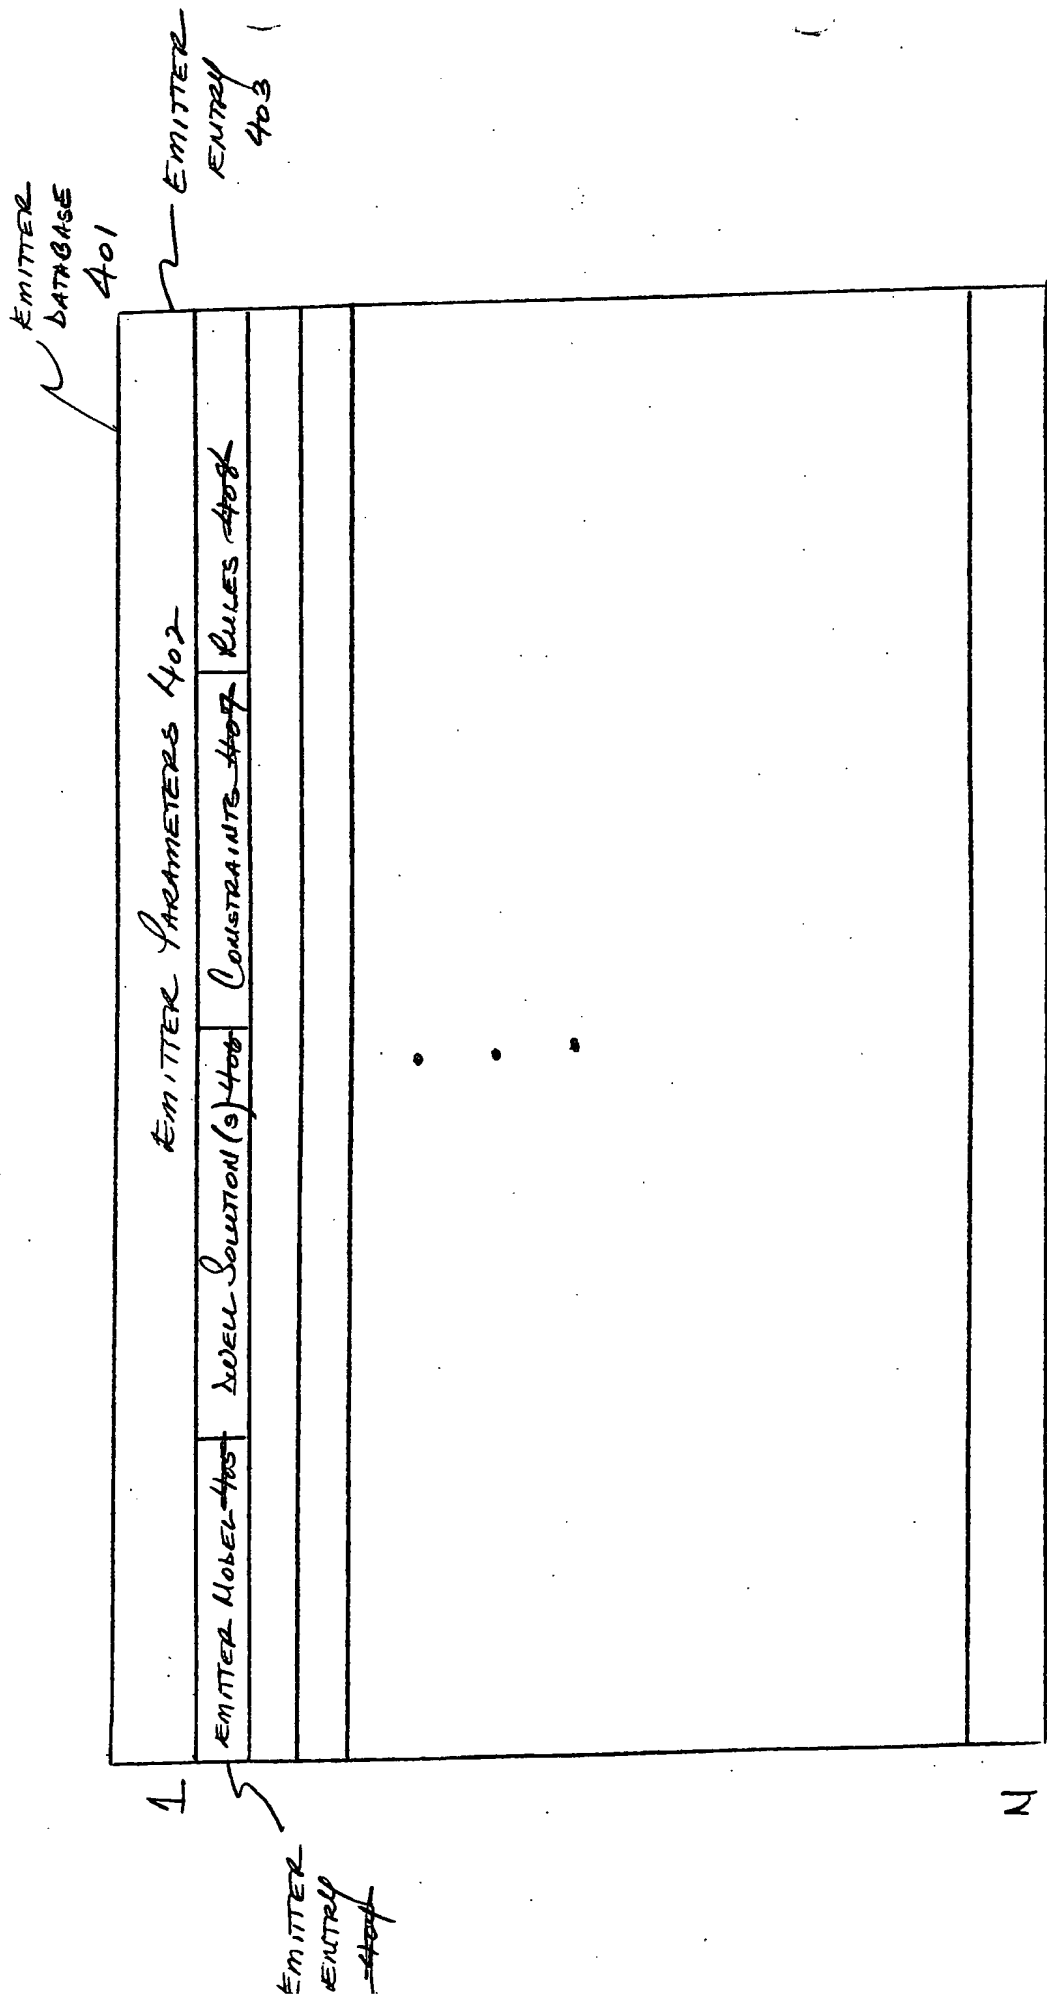 EMITTER
DATABASE
401
EMITTER
ENTRY
403
1
EMITTER PARAMETERS 402
EMITTER MODEL 405
DWELL SOLUTION(S) 406
CONSTRAINTS 407
RULES 408
EMITTER
ENTRY
404
N